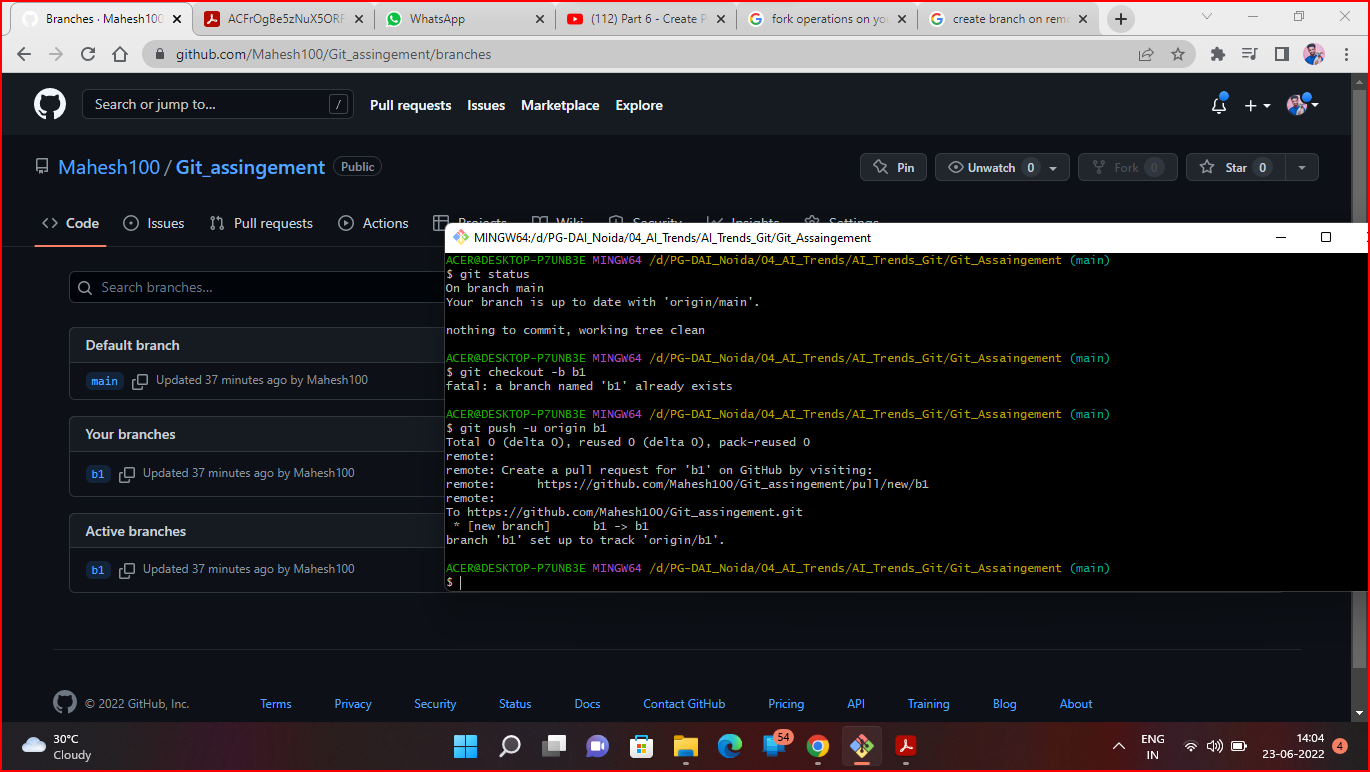 Branches · Mahesh100
ACFrOgBe5zNuX5ORF
WhatsApp
(112) Part 6 - Create P
fork operations on you
create branch on remo
github.com/Mahesh100/Git_assingement/branches
Search or jump to...
/
Pull requests
Issues
Marketplace
Explore
Mahesh100 / Git_assingement
Public
Pin
Unwatch 0
Fork 0
Star 0
Code
Issues
Pull requests
Actions
Projects
Wiki
Security
Insights
Settings
Search branches...
Default branch
main Updated 37 minutes ago by Mahesh100
Your branches
b1 Updated 37 minutes ago by Mahesh100
Active branches
b1 Updated 37 minutes ago by Mahesh100
MINGW64:/d/PG-DAI_Noida/04_AI_Trends/AI_Trends_Git/Git_Assaingement
ACER@DESKTOP-P7UNB3E MINGW64 /d/PG-DAI_Noida/04_AI_Trends/AI_Trends_Git/Git_Assaingement (main)
$ git status
On branch main
Your branch is up to date with 'origin/main'.
nothing to commit, working tree clean
ACER@DESKTOP-P7UNB3E MINGW64 /d/PG-DAI_Noida/04_AI_Trends/AI_Trends_Git/Git_Assaingement (main)
$ git checkout -b b1
fatal: a branch named 'b1' already exists
ACER@DESKTOP-P7UNB3E MINGW64 /d/PG-DAI_Noida/04_AI_Trends/AI_Trends_Git/Git_Assaingement (main)
$ git push -u origin b1
Total 0 (delta 0), reused 0 (delta 0), pack-reused 0
remote:
remote: Create a pull request for 'b1' on GitHub by visiting:
remote:      https://github.com/Mahesh100/Git_assingement/pull/new/b1
remote:
To https://github.com/Mahesh100/Git_assingement.git
 * [new branch]      b1 -> b1
branch 'b1' set up to track 'origin/b1'.
ACER@DESKTOP-P7UNB3E MINGW64 /d/PG-DAI_Noida/04_AI_Trends/AI_Trends_Git/Git_Assaingement (main)
$
© 2022 GitHub, Inc.
Terms
Privacy
Security
Status
Docs
Contact GitHub
Pricing
API
Training
Blog
About
30°C
Cloudy
54
ENG
IN
14:04
23-06-2022
4